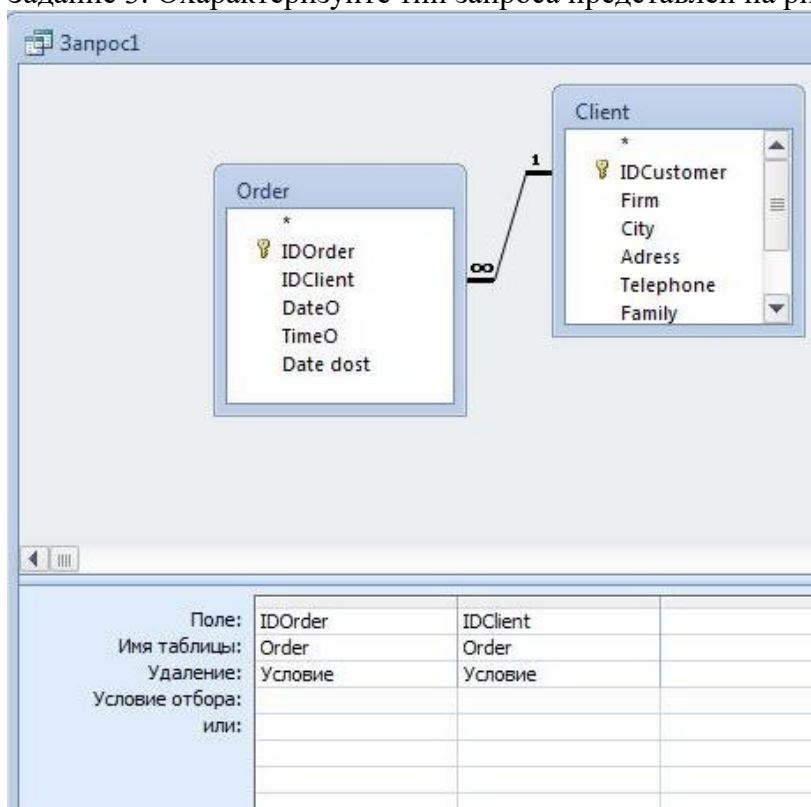 Задание 3. Охарактеризуйте тип запроса представлен на ри
Запрос1
Client
*
IDCustomer
Firm
City
Adress
Telephone
Family
1
∞
Order
*
IDOrder
IDClient
DateO
TimeO
Date dost
Поле: IDOrder IDClient
Имя таблицы: Order Order
Удаление: Условие Условие
Условие отбора:
или: